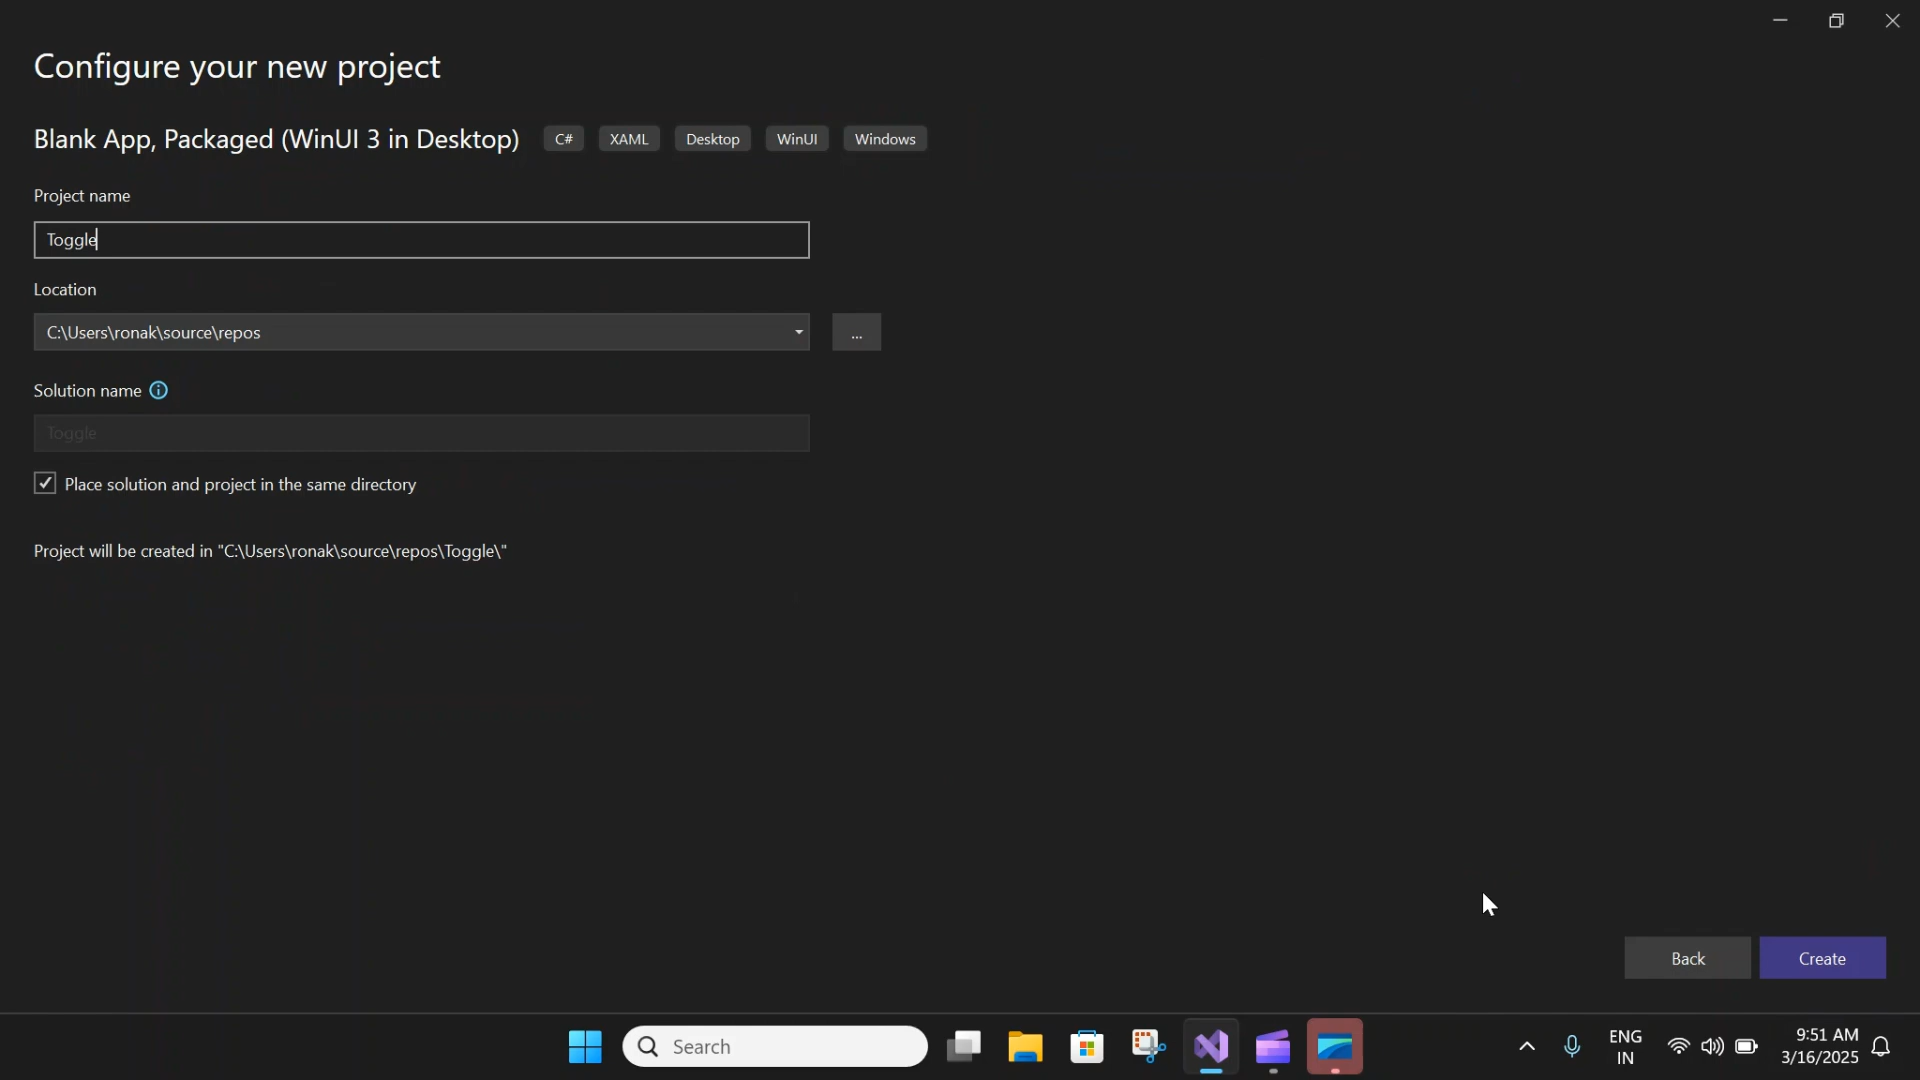 Configure your new project
Blank App, Packaged (WinUI 3 in Desktop) C# XAML Desktop WinUI Windows
Project name
Toggle
Location
C:\Users\ronak\source\repos
...
Solution name
Toggle
Place solution and project in the same directory
Project will be created in "C:\Users\ronak\source\repos\Toggle\"
Back Create
Search
ENG
IN
9:51 AM
3/16/2025